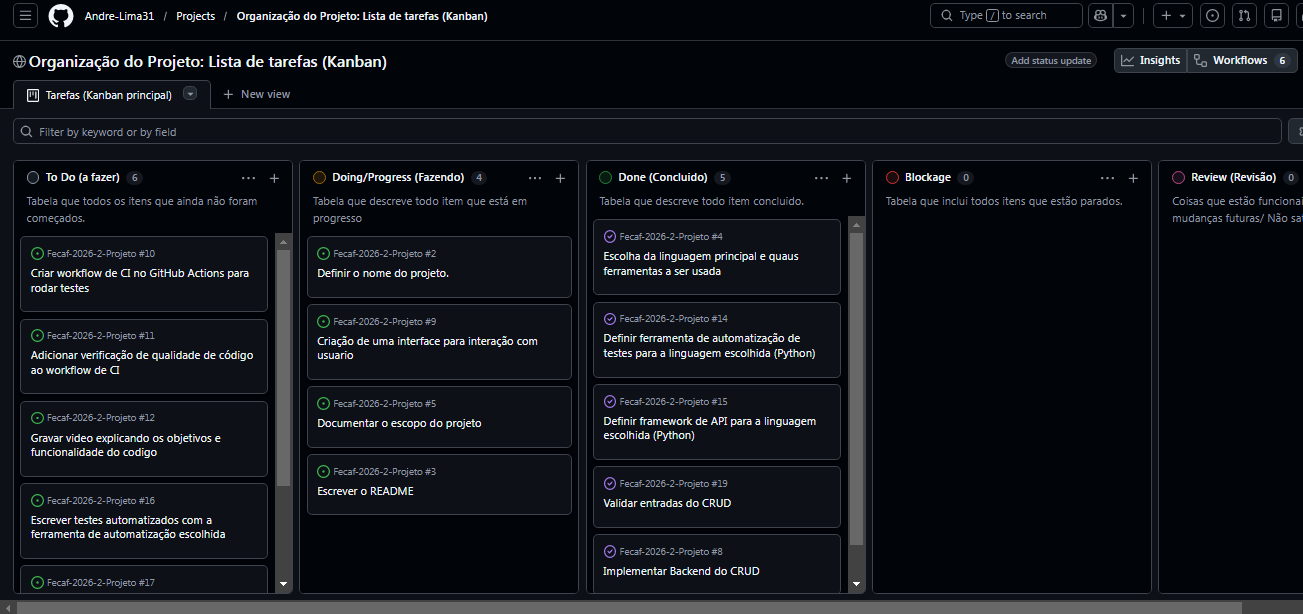 Andre-Lima31 / Projects / Organização do Projeto: Lista de tarefas (Kanban)
Type / to search
Organização do Projeto: Lista de tarefas (Kanban)
Add status update
Insights
Workflows 6
Tarefas (Kanban principal)
New view
Filter by keyword or by field
To Do (a fazer) 6
Tabela que todos os itens que ainda não foram
começados.
Fecaf-2026-2-Projeto #10
Criar workflow de CI no GitHub Actions para
rodar testes
Fecaf-2026-2-Projeto #11
Adicionar verificação de qualidade de código
ao workflow de CI
Fecaf-2026-2-Projeto #12
Gravar video explicando os objetivos e
funcionalidade do codigo
Fecaf-2026-2-Projeto #16
Escrever testes automatizados com a
ferramenta de automatização escolhida
Fecaf-2026-2-Projeto #17
Doing/Progress (Fazendo) 4
Tabela que descreve todo item que está em
progresso
Fecaf-2026-2-Projeto #2
Definir o nome do projeto.
Fecaf-2026-2-Projeto #9
Criação de uma interface para interação com
usuario
Fecaf-2026-2-Projeto #5
Documentar o escopo do projeto
Fecaf-2026-2-Projeto #3
Escrever o README
Done (Concluido) 5
Tabela que descreve todo item concluido.
Fecaf-2026-2-Projeto #4
Escolha da linguagem principal e quaus
ferramentas a ser usada
Fecaf-2026-2-Projeto #14
Definir ferramenta de automatização de
testes para a linguagem escolhida (Python)
Fecaf-2026-2-Projeto #15
Definir framework de API para a linguagem
escolhida (Python)
Fecaf-2026-2-Projeto #19
Validar entradas do CRUD
Fecaf-2026-2-Projeto #8
Implementar Backend do CRUD
Blockage 0
Tabela que incluí todos itens que estão parados.
Review (Revisão) 0
Coisas que estão funcionai
mudanças futuras/ Não sat